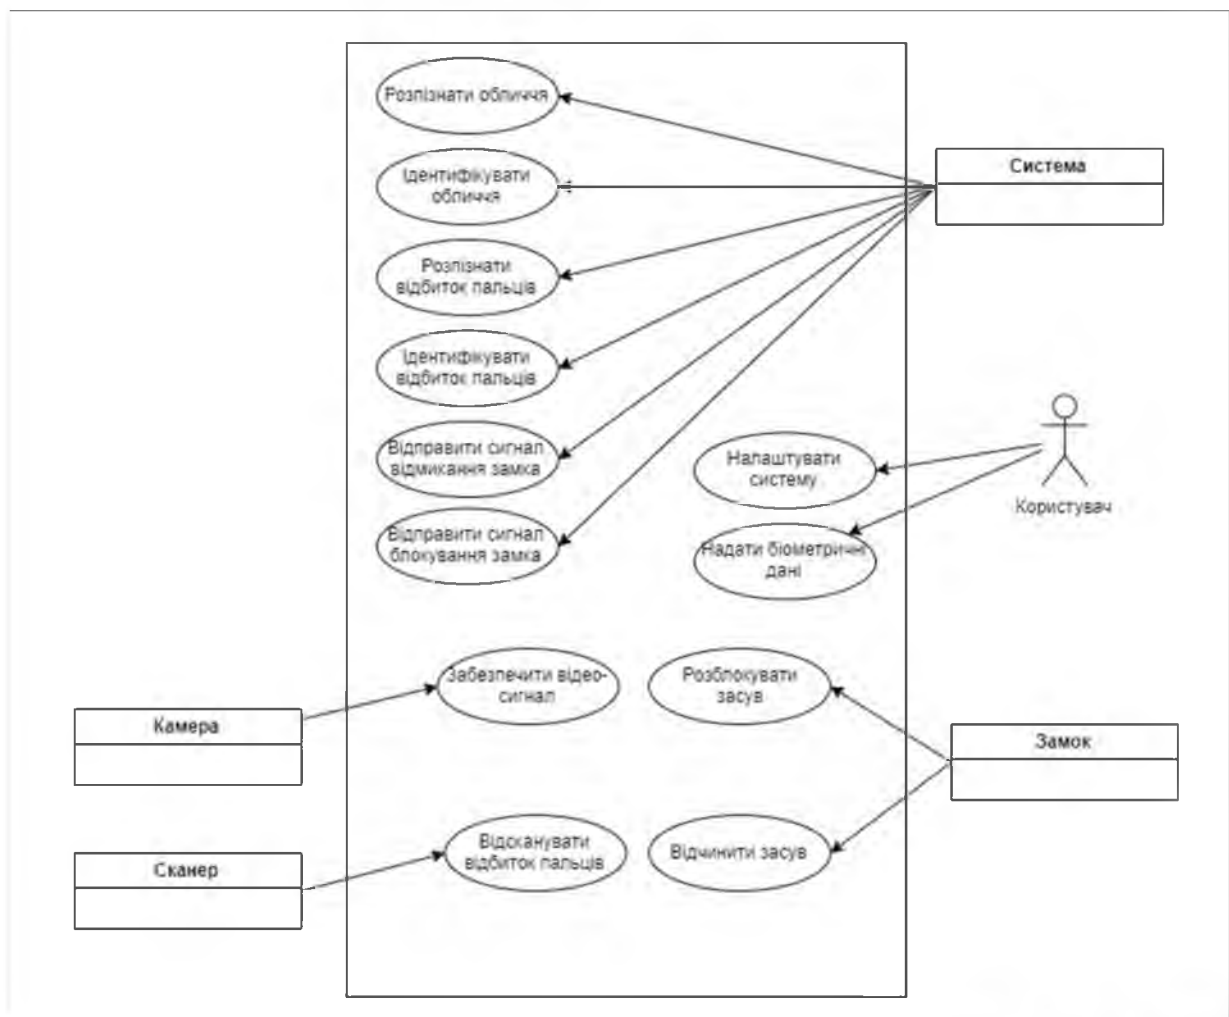 Розпізнати обличчя
Ідентифікувати
обличчя
Розпізнати
відбиток пальців
Ідентифікувати
відбиток пальців
Відправити сигнал
відмикання замка
Відправити сигнал
блокування замка
Система
Налаштувати
систему
Надати біометричні
дані
Користувач
Забезпечити відео-
сигнал
Розблокувати
засув
Камера
Замок
Відсканувати
відбиток пальців
Відчинити засув
Сканер